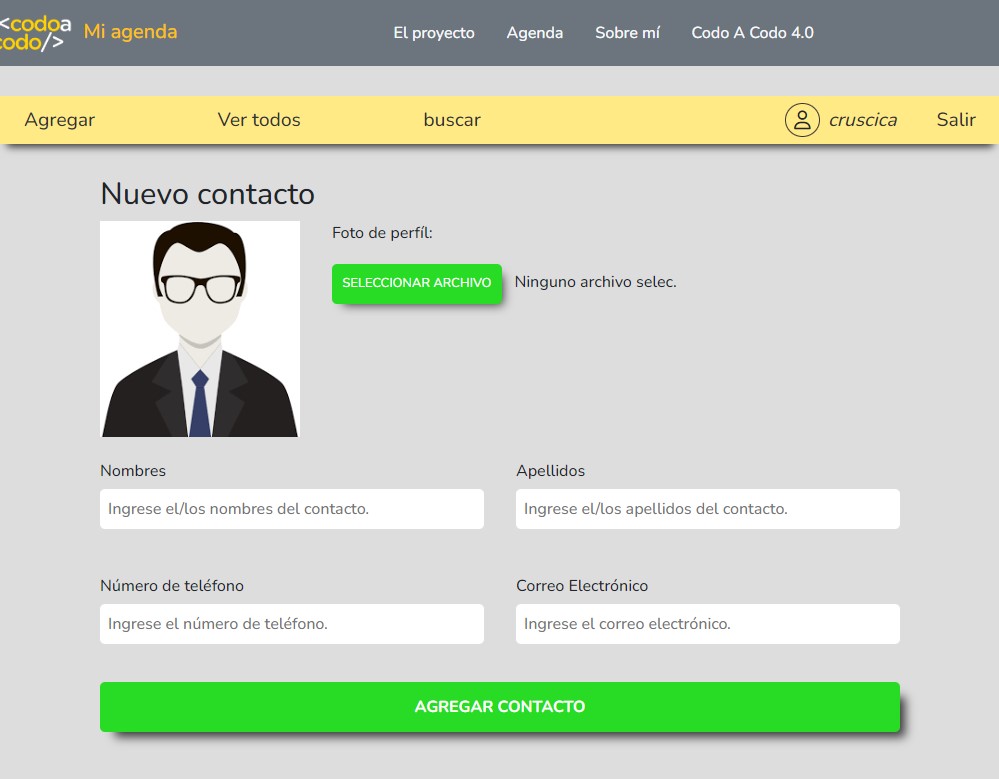 <codoa
codo/>
Mi agenda
El proyecto
Agenda
Sobre mí
Codo A Codo 4.0
Agregar
Ver todos
buscar
cruscica
Salir
Nuevo contacto
Foto de perfíl:
SELECCIONAR ARCHIVO
Ninguno archivo selec.
Nombres
Apellidos
Ingrese el/los nombres del contacto.
Ingrese el/los apellidos del contacto.
Número de teléfono
Correo Electrónico
Ingrese el número de teléfono.
Ingrese el correo electrónico.
AGREGAR CONTACTO